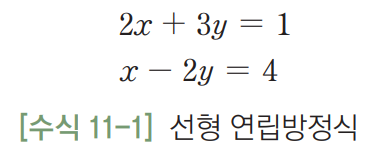 2x + 3y = 1
x − 2y = 4
[수식 11-1] 선형 연립방정식